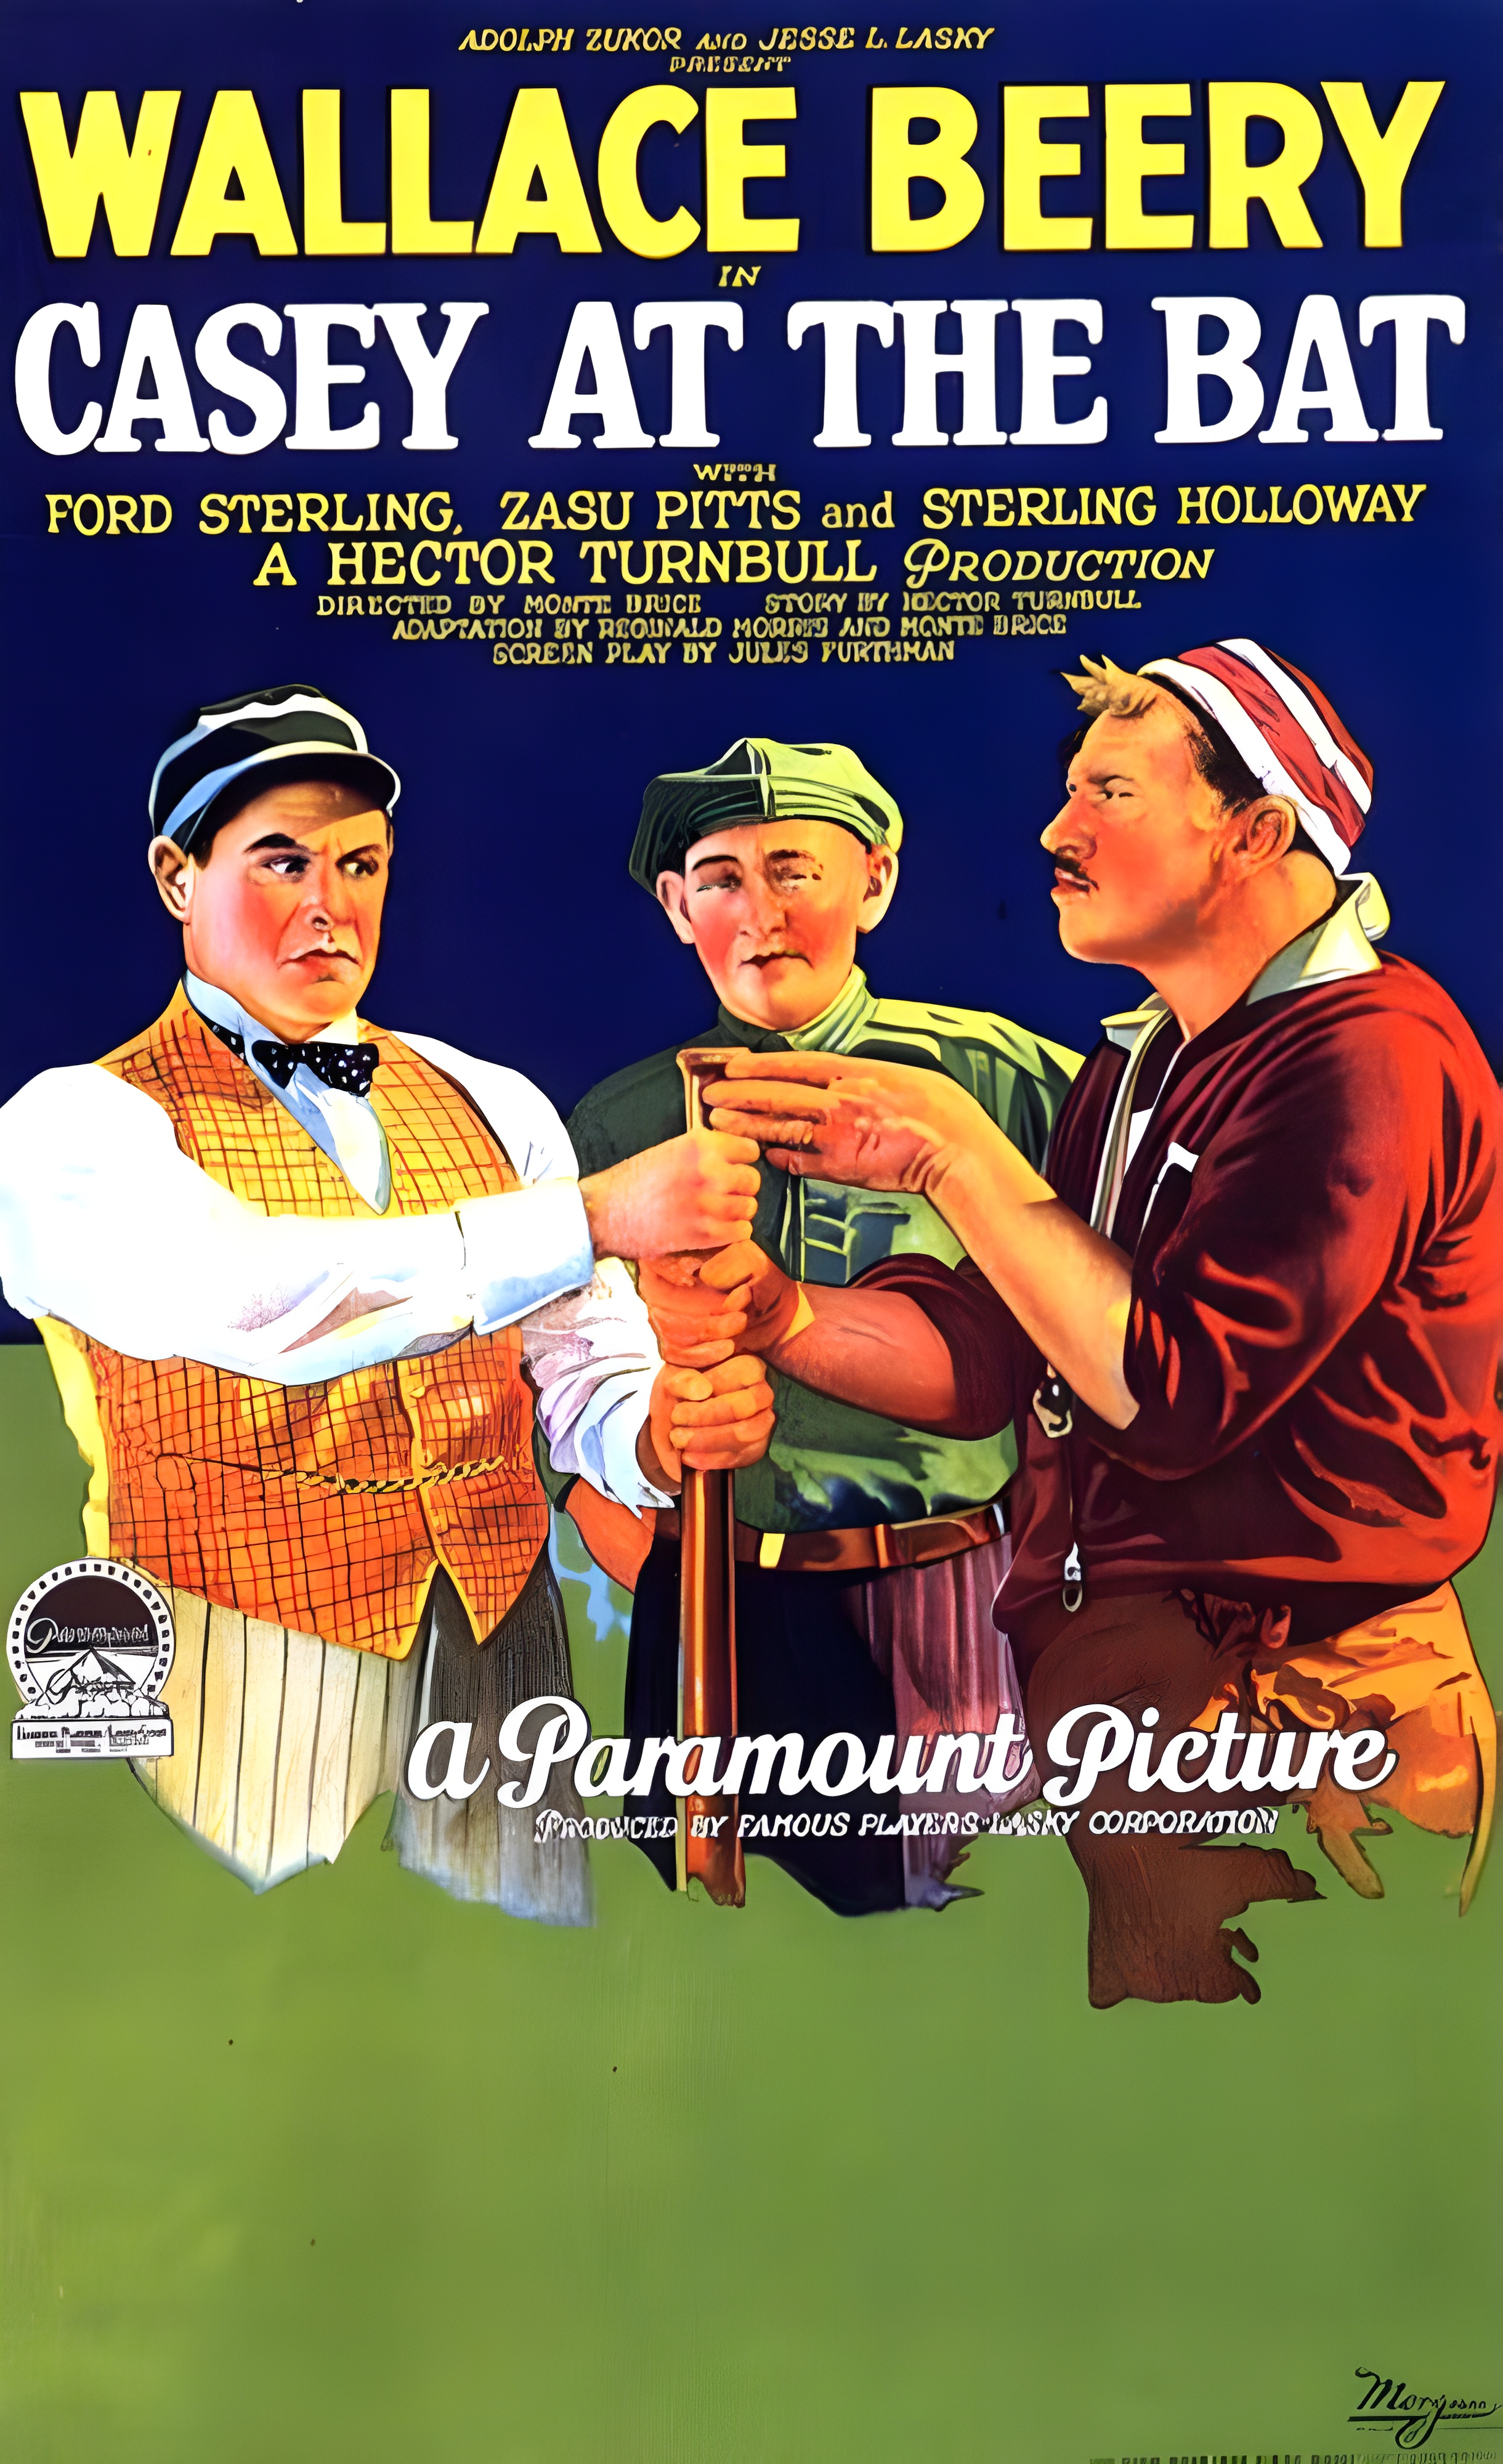 ADOLPH ZUKOR AND JESSE L. LASKY
PRESENT
WALLACE BEERY
IN
CASEY AT THE BAT
WITH
FORD STERLING, ZASU PITTS and STERLING HOLLOWAY
A HECTOR TURNBULL PRODUCTION
DIRECTED BY MONTE BRICE STORY BY HECTOR TURNBULL
ADAPTATION BY REGINALD MORRIS AND MONTE BRICE
SCREEN PLAY BY JULES FURTHMAN
Paramount
a Paramount Picture
PRODUCED BY FAMOUS PLAYERS-LASKY CORPORATION